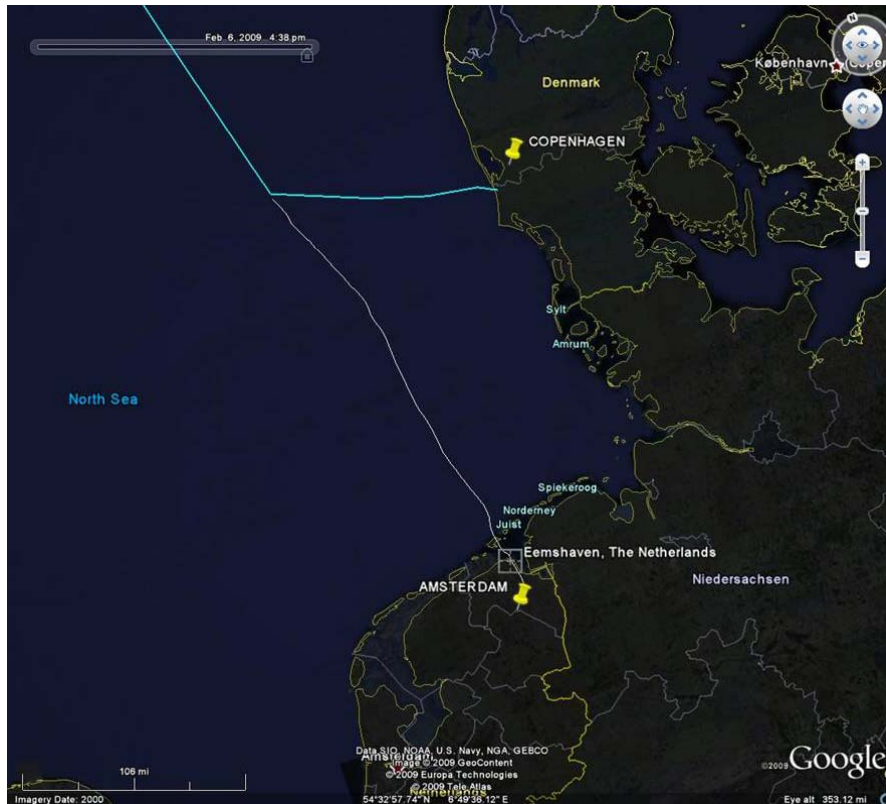 Feb. 6, 2009   4:38 pm
N
København
Denmark
COPENHAGEN
Sylt
Amrum
North Sea
Spiekeroog
Norderney
Juist
Eemshaven, The Netherlands
AMSTERDAM
Niedersachsen
Data SIO, NOAA, U.S. Navy, NGA, GEBCO
Amsterdam
Image © 2009 GeoContent
© 2009 Europa Technologies
© 2009 Tele Atlas
Netherlands
106 mi
©2009 Google
Imagery Date: 2000
54°32'57.74" N   6°49'36.12" E
Eye alt   353.12 mi